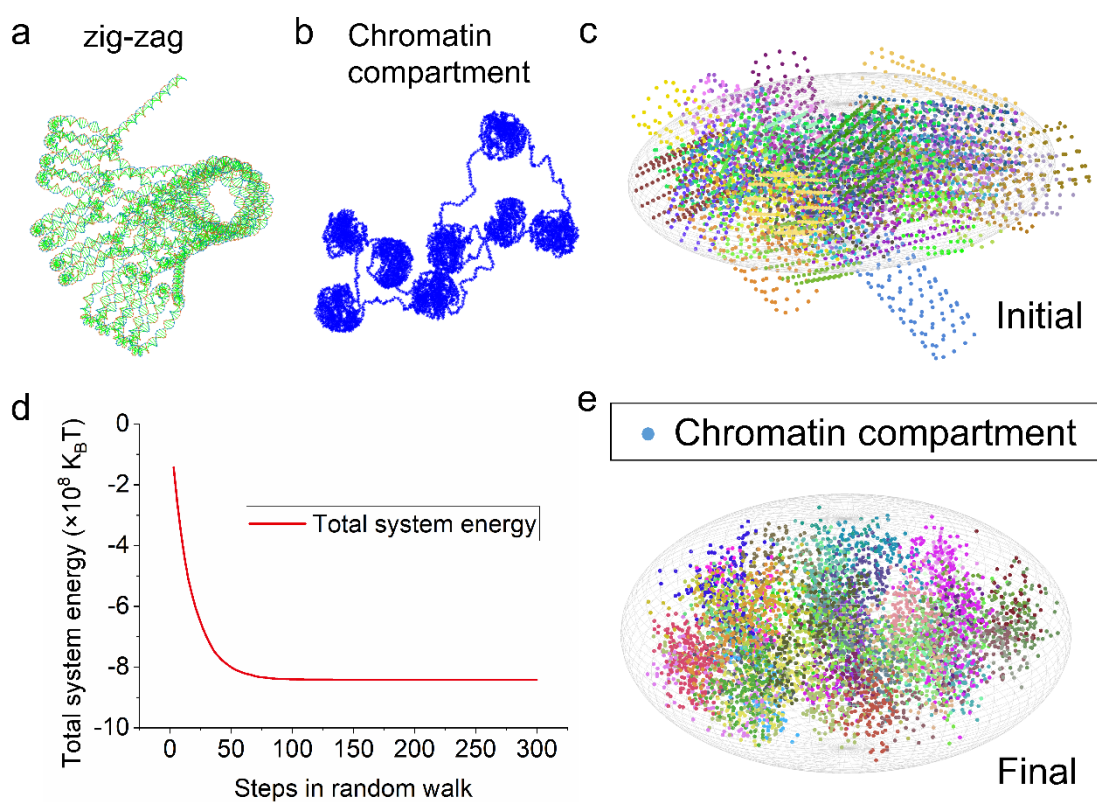 a
zig-zag
b
Chromatin
compartment
c
Initial
d
Total system energy (×10⁸ K_BT)
0
-2
-4
-6
-8
-10
Total system energy
0 50 100 150 200 250 300
Steps in random walk
e
Chromatin compartment
Final